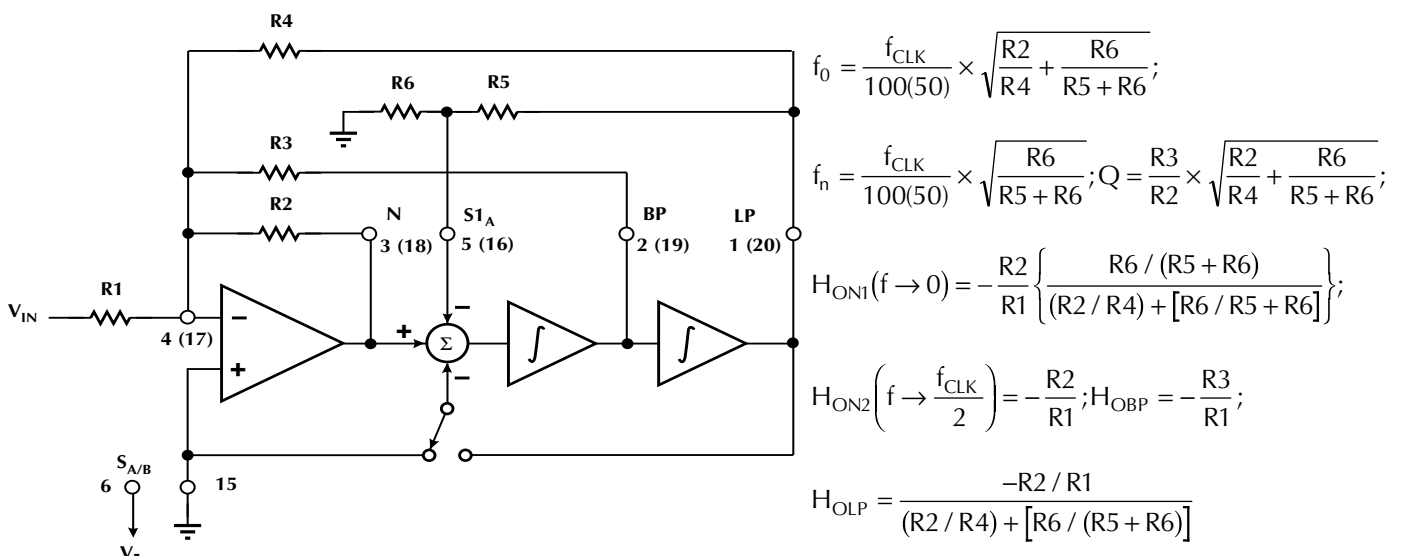 R4
R6
R5
R3
R2
N
3 (18)
S1A
5 (16)
BP
2 (19)
LP
1 (20)
R1
VIN
4 (17)
−
+
+
−
Σ
−
∫
∫
SA/B
6
15
V-
f0 = fCLK / 100(50) × √(R2 / R4 + R6 / R5 + R6);
fn = fCLK / 100(50) × √(R6 / R5 + R6); Q = R3 / R2 × √(R2 / R4 + R6 / R5 + R6);
HON1(f → 0) = − R2 / R1 {R6 / (R5 + R6) / (R2 / R4) + [R6 / R5 + R6]};
HON2(f → fCLK / 2) = − R2 / R1; HOBP = − R3 / R1;
HOLP = −R2 / R1 / (R2 / R4) + [R6 / (R5 + R6)]